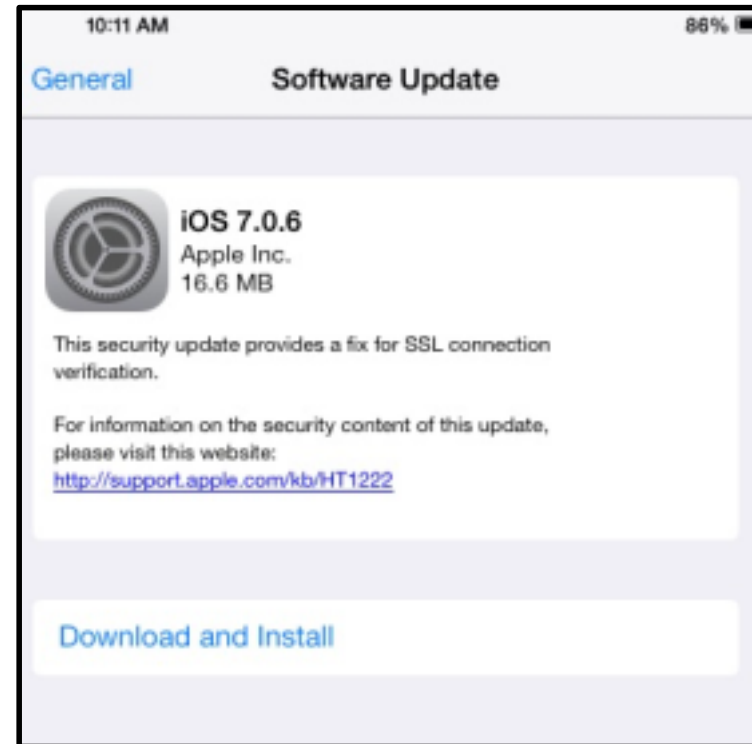 10:11 AM 86%
General Software Update
iOS 7.0.6
Apple Inc.
16.6 MB
This security update provides a fix for SSL connection
verification.
For information on the security content of this update,
please visit this website:
http://support.apple.com/kb/HT1222
Download and Install